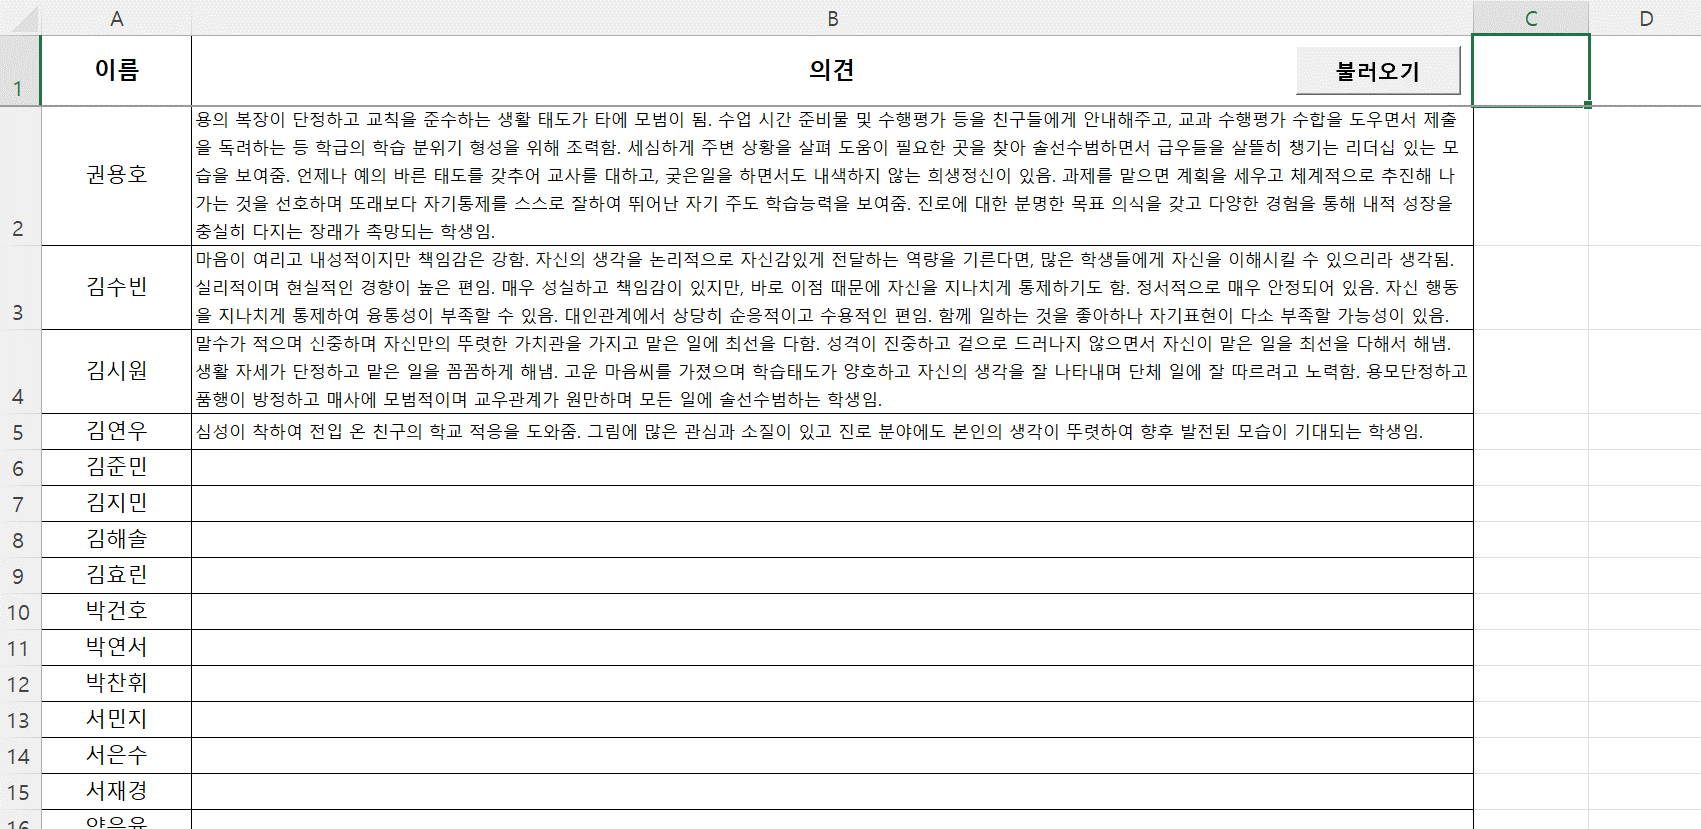 A B C D
1 이름 의견 불러오기
2 권용호 용의 복장이 단정하고 교칙을 준수하는 생활 태도가 타에 모범이 됨. 수업 시간 준비물 및 수행평가 등을 친구들에게 안내해주고, 교과 수행평가 수합을 도우면서 제출
을 독려하는 등 학급의 학습 분위기 형성을 위해 조력함. 세심하게 주변 상황을 살펴 도움이 필요한 곳을 찾아 솔선수범하면서 급우들을 살뜰히 챙기는 리더십 있는 모
습을 보여줌. 언제나 예의 바른 태도를 갖추어 교사를 대하고, 궂은일을 하면서도 내색하지 않는 희생정신이 있음. 과제를 맡으면 계획을 세우고 체계적으로 추진해 나
가는 것을 선호하며 또래보다 자기통제를 스스로 잘하여 뛰어난 자기 주도 학습능력을 보여줌. 진로에 대한 분명한 목표 의식을 갖고 다양한 경험을 통해 내적 성장을
충실히 다지는 장래가 촉망되는 학생임.
3 김수빈 마음이 여리고 내성적이지만 책임감은 강함. 자신의 생각을 논리적으로 자신감있게 전달하는 역량을 기른다면, 많은 학생들에게 자신을 이해시킬 수 있으리라 생각됨.
실리적이며 현실적인 경향이 높은 편임. 매우 성실하고 책임감이 있지만, 바로 이점 때문에 자신을 지나치게 통제하기도 함. 정서적으로 매우 안정되어 있음. 자신 행동
을 지나치게 통제하여 융통성이 부족할 수 있음. 대인관계에서 상당히 순응적이고 수용적인 편임. 함께 일하는 것을 좋아하나 자기표현이 다소 부족할 가능성이 있음.
4 김시원 말수가 적으며 신중하며 자신만의 뚜렷한 가치관을 가지고 맡은 일에 최선을 다함. 성격이 진중하고 겉으로 드러나지 않으면서 자신이 맡은 일을 최선을 다해서 해냄.
생활 자세가 단정하고 맡은 일을 꼼꼼하게 해냄. 고운 마음씨를 가졌으며 학습태도가 양호하고 자신의 생각을 잘 나타내며 단체 일에 잘 따르려고 노력함. 용모단정하고
품행이 방정하고 매사에 모범적이며 교우관계가 원만하며 모든 일에 솔선수범하는 학생임.
5 김연우 심성이 착하여 전입 온 친구의 학교 적응을 도와줌. 그림에 많은 관심과 소질이 있고 진로 분야에도 본인의 생각이 뚜렷하여 향후 발전된 모습이 기대되는 학생임.
6 김준민
7 김지민
8 김해솔
9 김효린
10 박건호
11 박연서
12 박찬휘
13 서민지
14 서은수
15 서재경
16